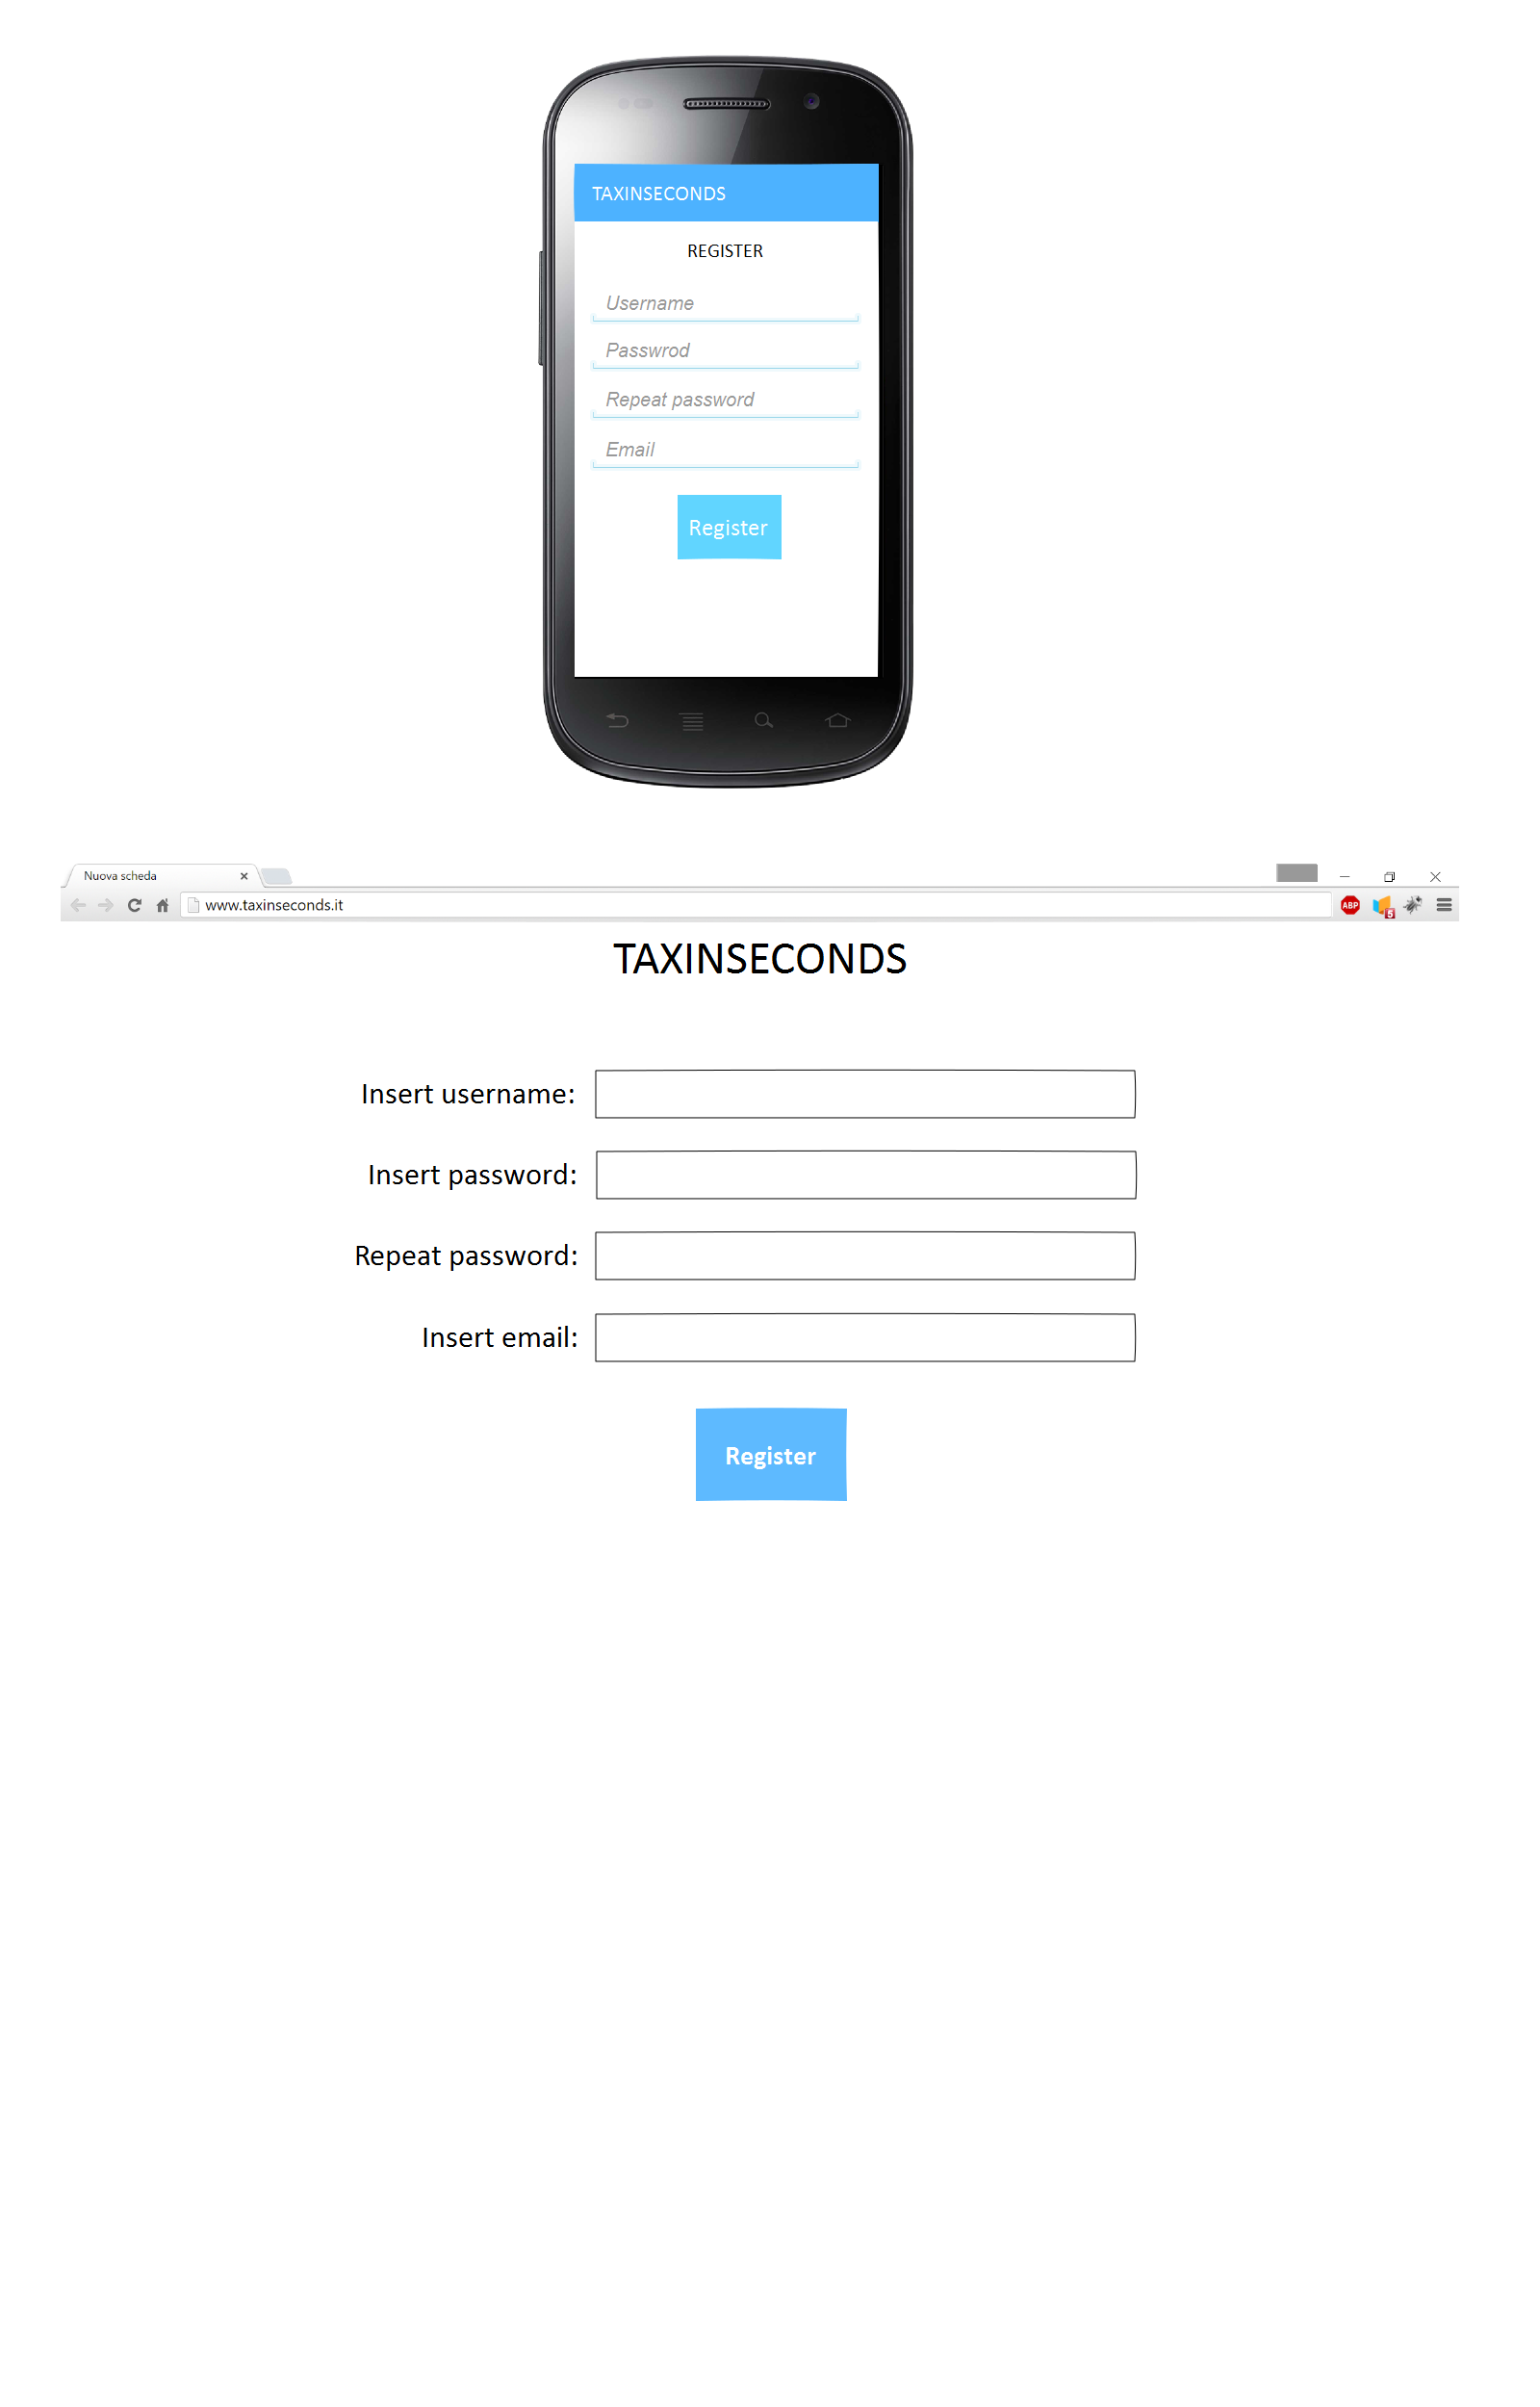 TAXINSECONDS
REGISTER
Username
Passwrod
Repeat password
Email
Register
Nuova scheda
www.taxinseconds.it
ABP
5
TAXINSECONDS
Insert username:
Insert password:
Repeat password:
Insert email:
Register